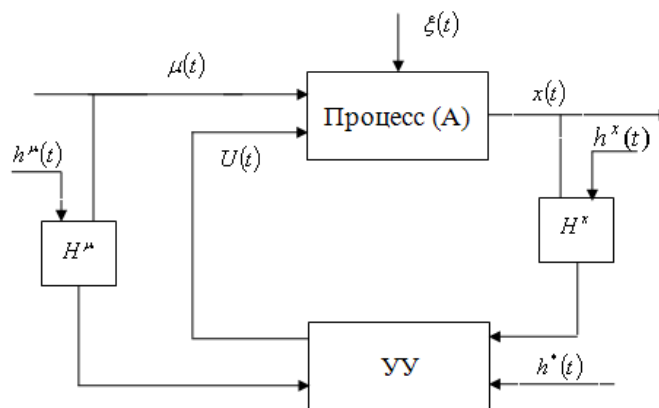 ξ(t)
μ(t)
Процесс (А)
x(t)
h^μ(t)
U(t)
h^x(t)
H^μ
H^x
УУ
h^*(t)